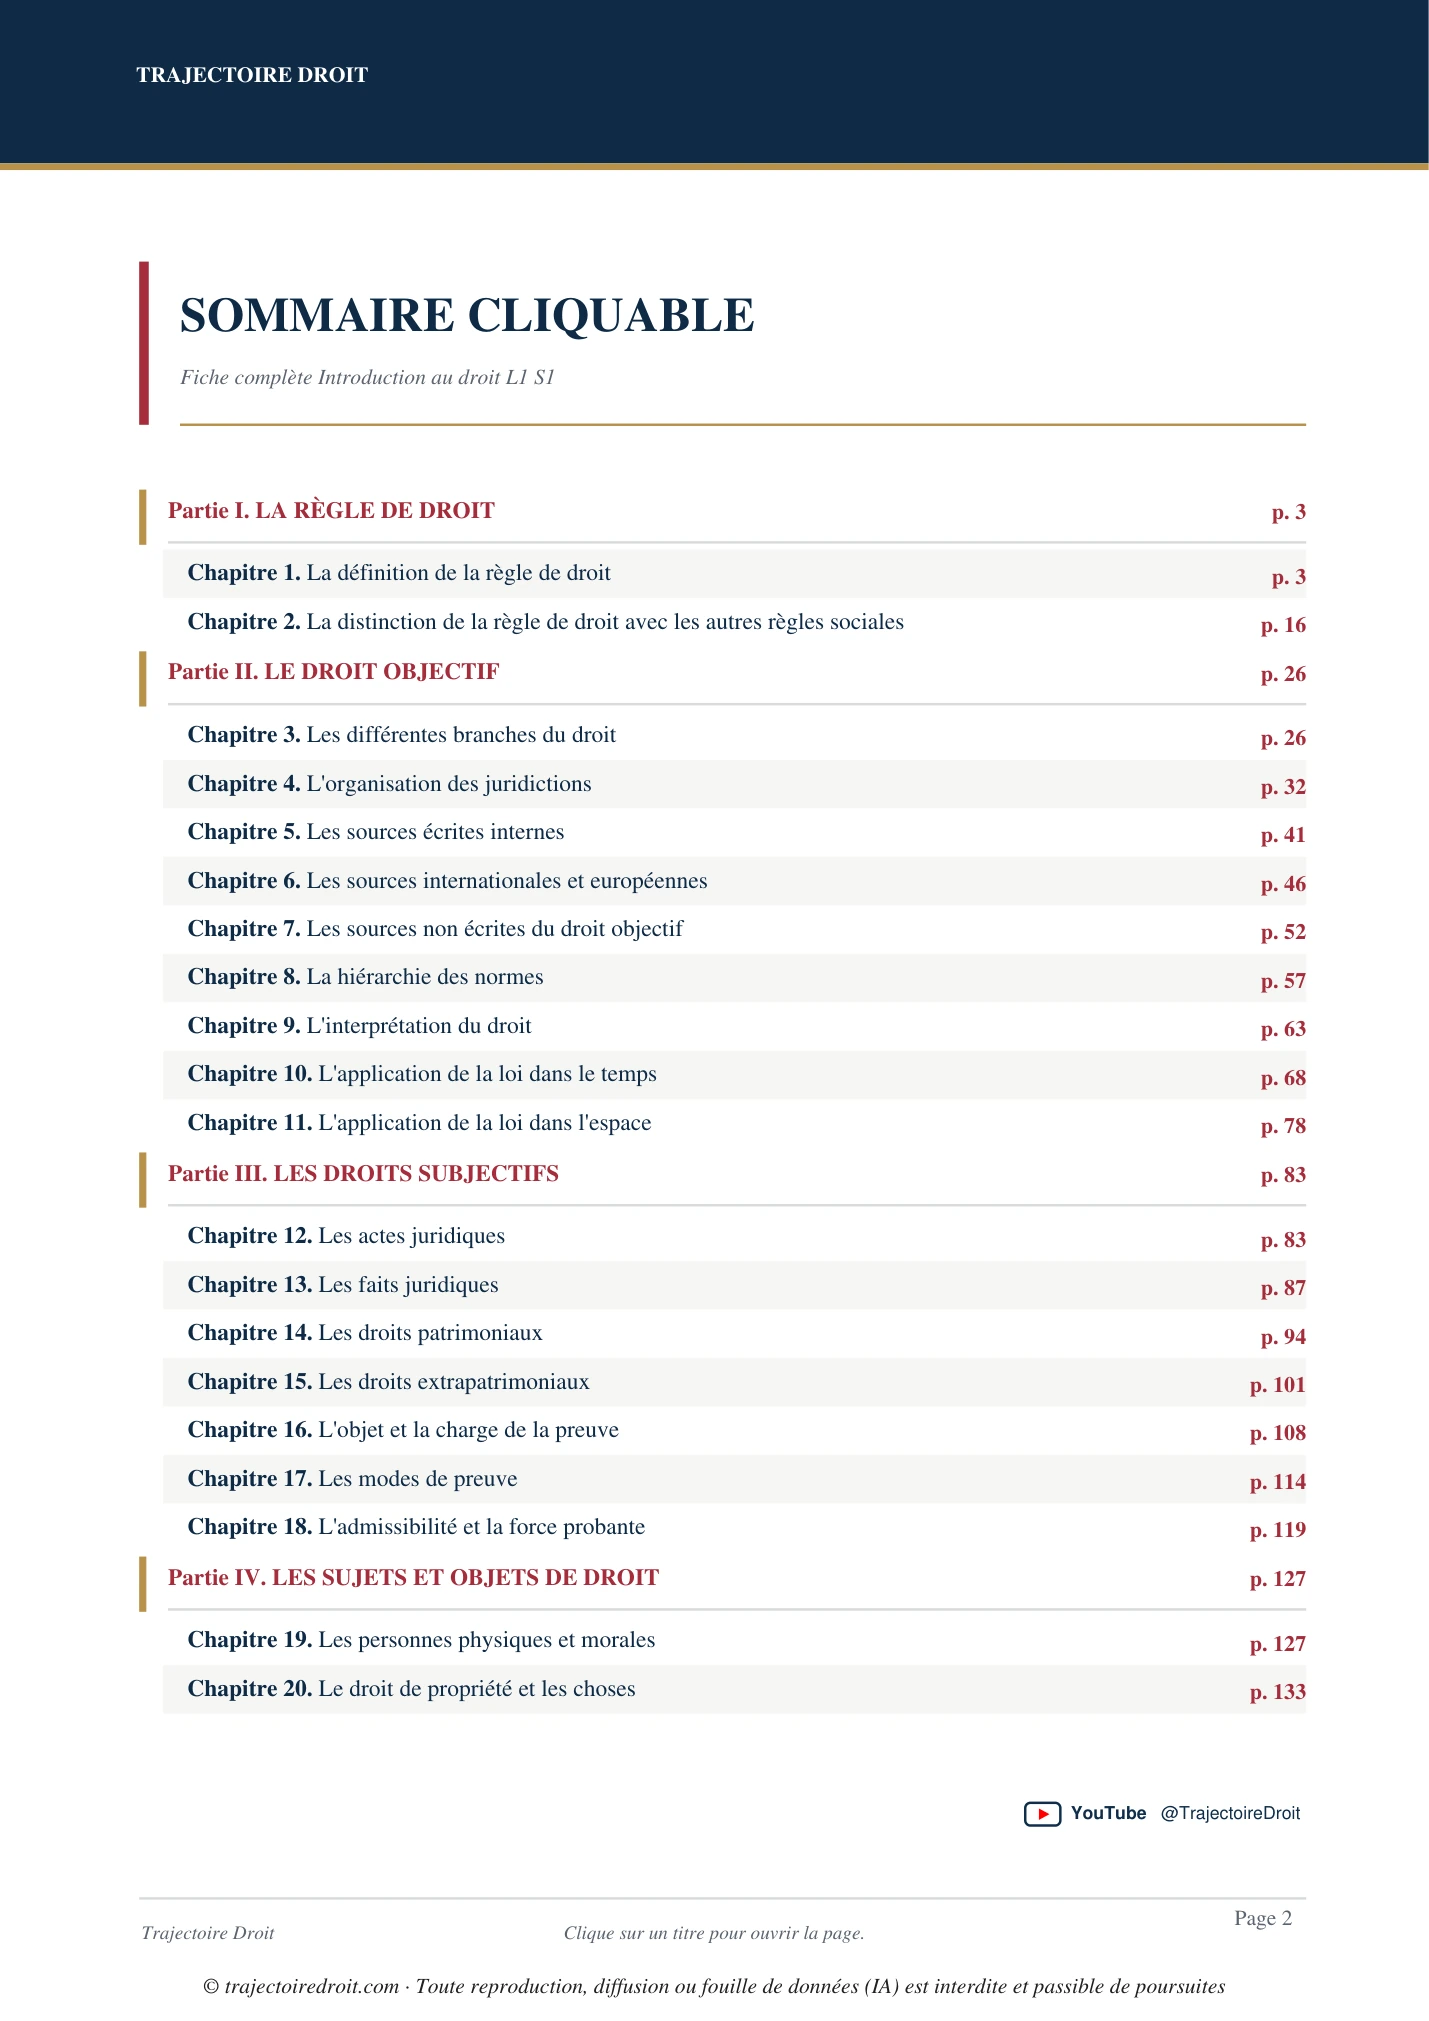 TRAJECTOIRE DROIT
SOMMAIRE CLIQUABLE
Fiche complète Introduction au droit L1 S1
Partie I. LA RÈGLE DE DROIT p. 3
Chapitre 1. La définition de la règle de droit p. 3
Chapitre 2. La distinction de la règle de droit avec les autres règles sociales p. 16
Partie II. LE DROIT OBJECTIF p. 26
Chapitre 3. Les différentes branches du droit p. 26
Chapitre 4. L'organisation des juridictions p. 32
Chapitre 5. Les sources écrites internes p. 41
Chapitre 6. Les sources internationales et européennes p. 46
Chapitre 7. Les sources non écrites du droit objectif p. 52
Chapitre 8. La hiérarchie des normes p. 57
Chapitre 9. L'interprétation du droit p. 63
Chapitre 10. L'application de la loi dans le temps p. 68
Chapitre 11. L'application de la loi dans l'espace p. 78
Partie III. LES DROITS SUBJECTIFS p. 83
Chapitre 12. Les actes juridiques p. 83
Chapitre 13. Les faits juridiques p. 87
Chapitre 14. Les droits patrimoniaux p. 94
Chapitre 15. Les droits extrapatrimoniaux p. 101
Chapitre 16. L'objet et la charge de la preuve p. 108
Chapitre 17. Les modes de preuve p. 114
Chapitre 18. L'admissibilité et la force probante p. 119
Partie IV. LES SUJETS ET OBJETS DE DROIT p. 127
Chapitre 19. Les personnes physiques et morales p. 127
Chapitre 20. Le droit de propriété et les choses p. 133
YouTube @TrajectoireDroit
Page 2
Trajectoire Droit Clique sur un titre pour ouvrir la page.
© trajectoiredroit.com · Toute reproduction, diffusion ou fouille de données (IA) est interdite et passible de poursuites